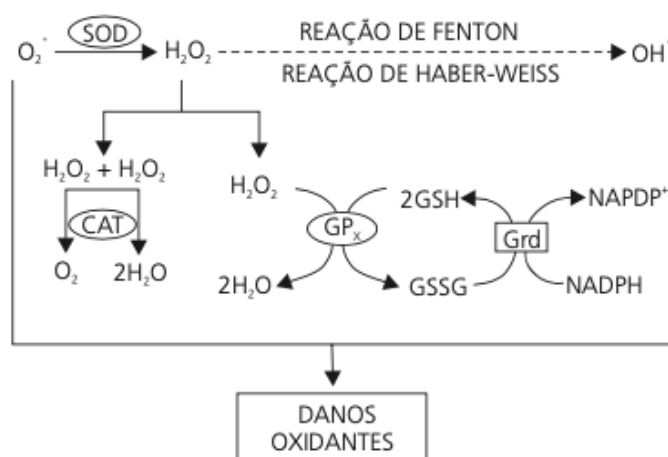 SOD
REAÇÃO DE FENTON
O₂˙ H₂O₂ OH˙
REAÇÃO DE HABER-WEISS
H₂O₂ + H₂O₂
H₂O₂ 2GSH NAPDP⁺
CAT GPₓ Grd
O₂ 2H₂O
2H₂O GSSG NADPH
DANOS
OXIDANTES